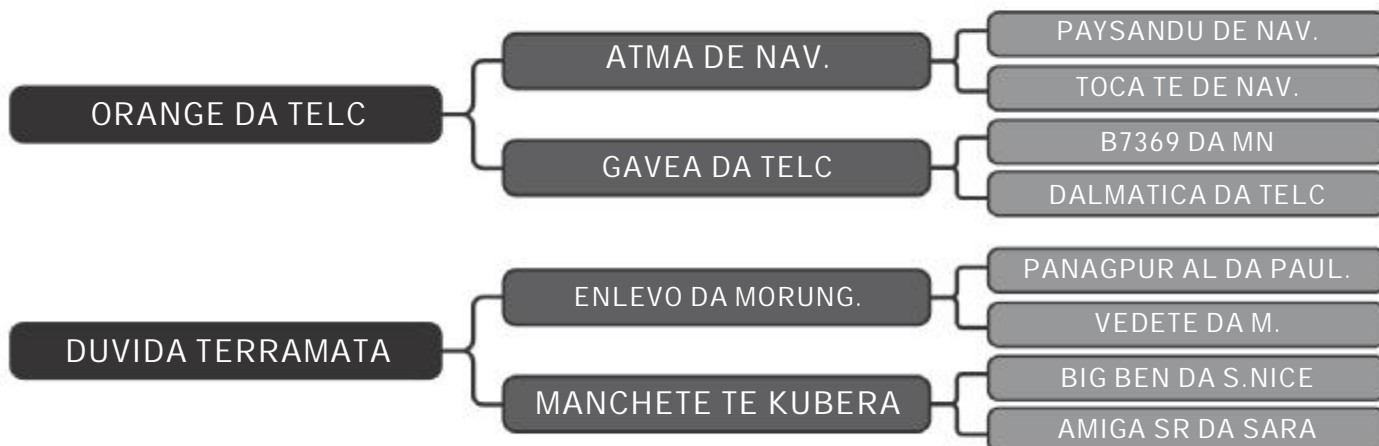 PAYSANDU DE NAV.
ATMA DE NAV.
TOCA TE DE NAV.
ORANGE DA TELC
B7369 DA MN
GAVEA DA TELC
DALMATICA DA TELC
PANAGPUR AL DA PAUL.
ENLEVO DA MORUNG.
VEDETE DA M.
DUVIDA TERRAMATA
BIG BEN DA S.NICE
MANCHETE TE KUBERA
AMIGA SR DA SARA